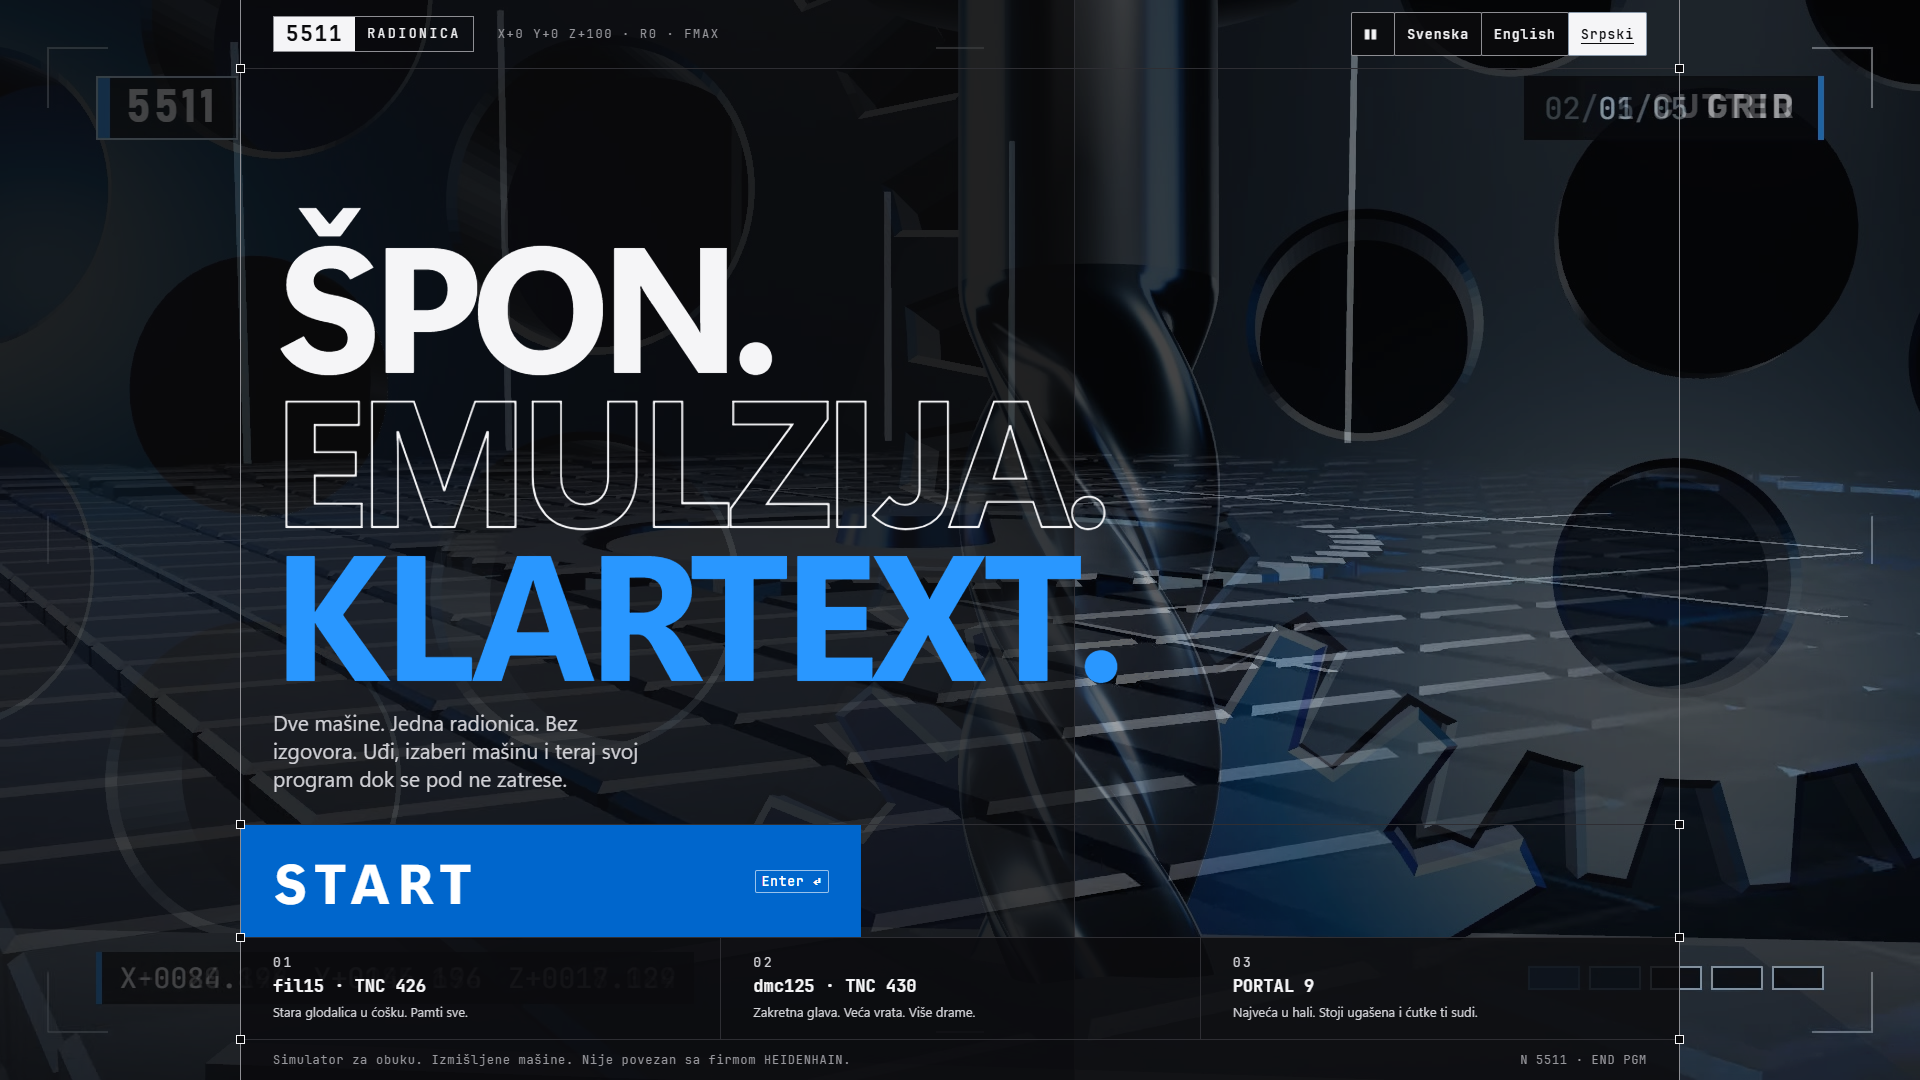 5511 RADIONICA
X+0 Y+0 Z+100 · R0 · FMAX
Svenska English Srpski
5511
GRID
ŠPON.
EMULZIJA.
KLARTEXT.
Dve mašine. Jedna radionica. Bez
izgovora. Uđi, izaberi mašinu i teraj svoj
program dok se pod ne zatrese.
START
Enter ↵
01
fil15 · TNC 426
Stara glodalica u ćošku. Pamti sve.
02
dmc125 · TNC 430
Zakretna glava. Veća vrata. Više drame.
03
PORTAL 9
Najveća u hali. Stoji ugašena i ćutke ti sudi.
Simulator za obuku. Izmišljene mašine. Nije povezan sa firmom HEIDENHAIN.
N 5511 · END PGM